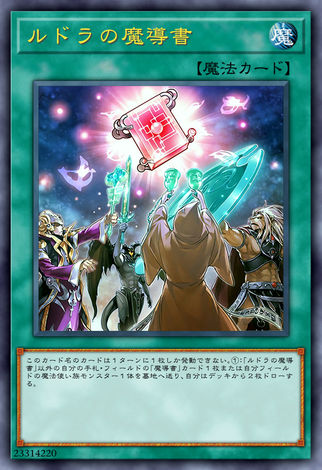 ルドラの魔導書
魔
【魔法カード】
このカード名のカードは１ターンに１枚しか発動できない。①：「ルドラの魔導
書」以外の自分の手札・フィールドの「魔導書」カード１枚または自分フィー
ルドの魔法使い族モンスター１体を墓地へ送り、自分はデッキから２枚ドローす
る。
23314220